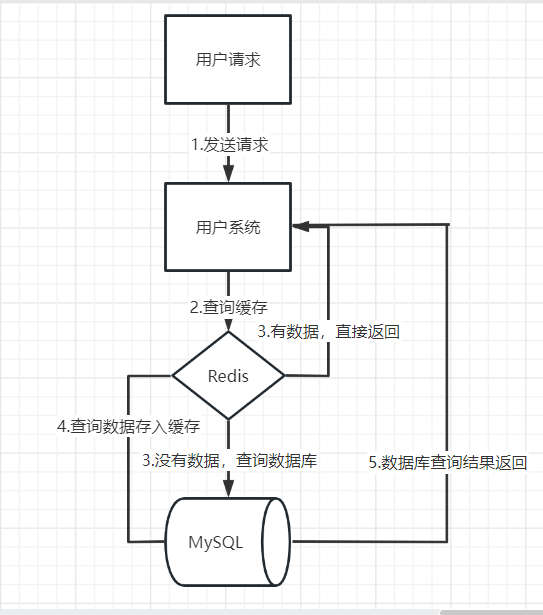 用户请求
1.发送请求
用户系统
2.查询缓存
3.有数据，直接返回
Redis
4.查询数据存入缓存
3.没有数据，查询数据库
5.数据库查询结果返回
MySQL